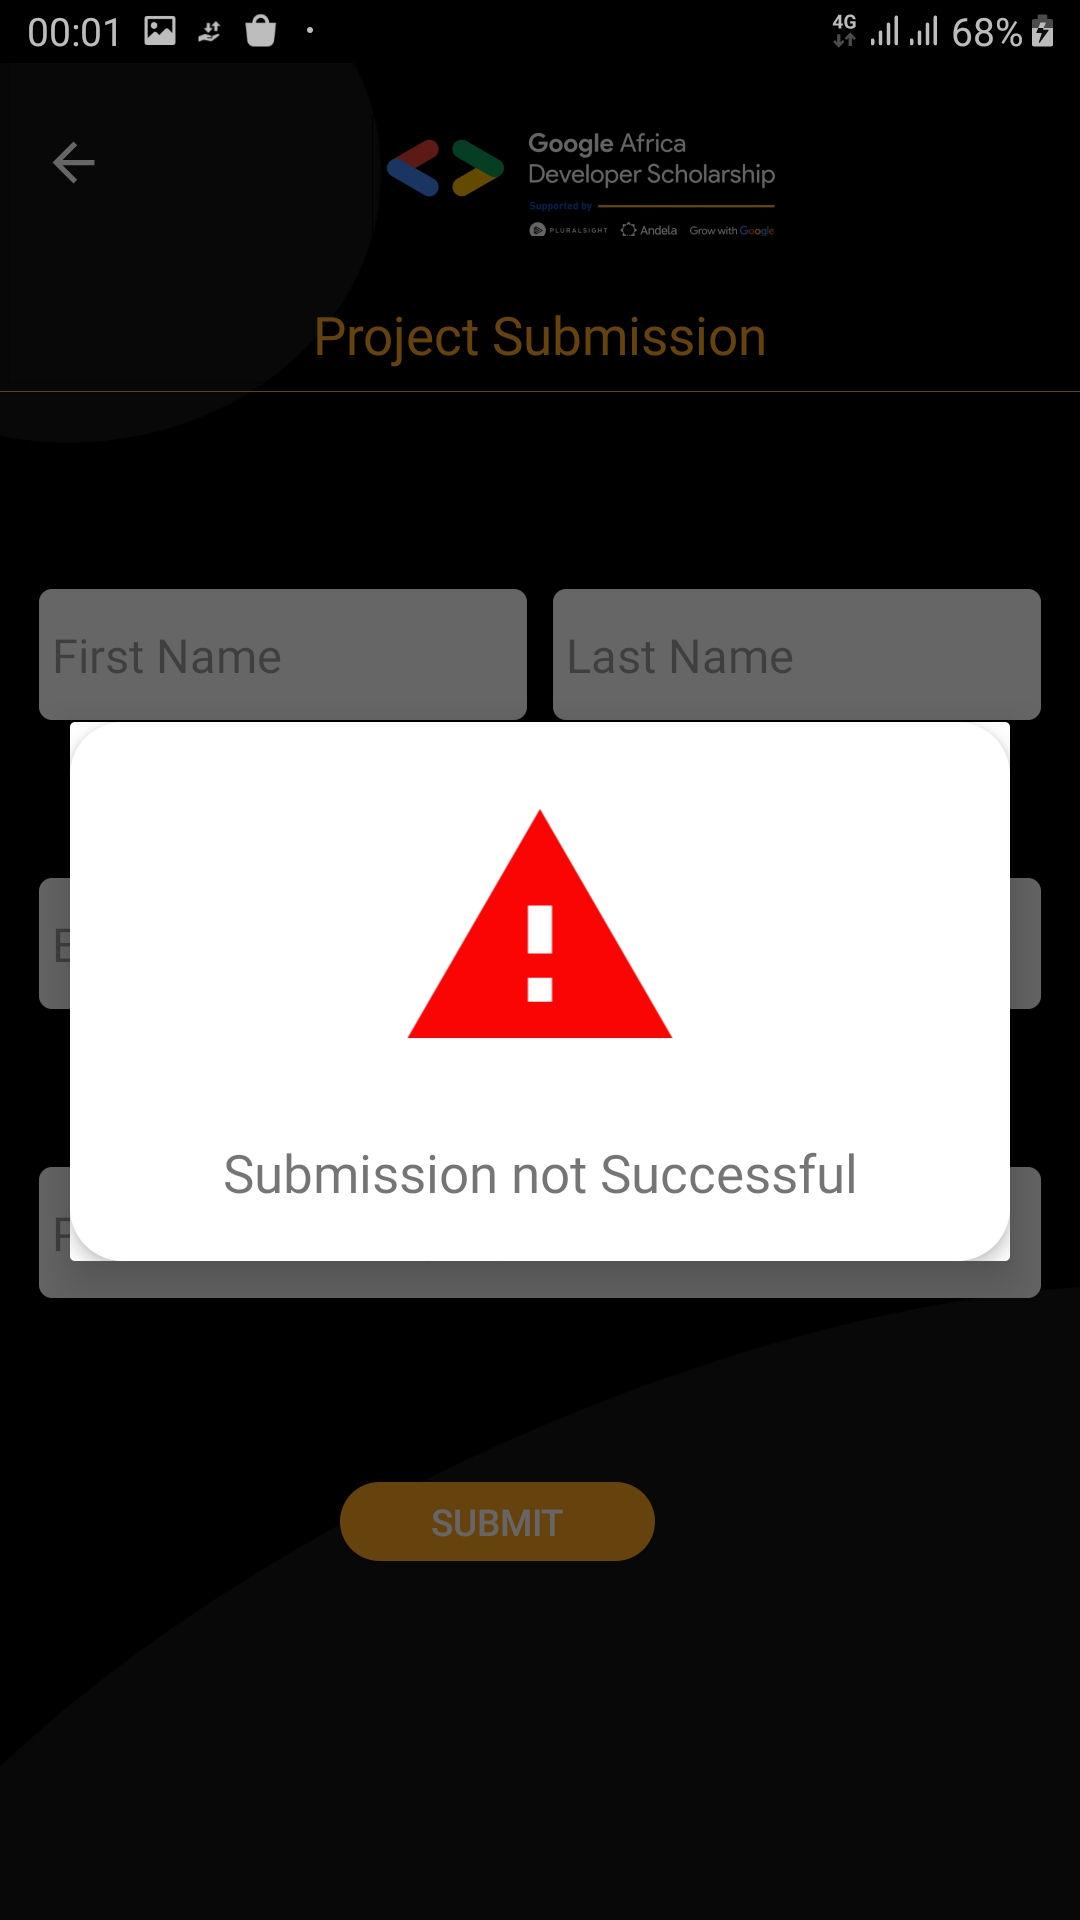 00:01
4G
68%
Google Africa
Developer Scholarship
Supported by
PLURALSIGHT Andela Grow with Google
Project Submission
First Name
Last Name
Submission not Successful
SUBMIT